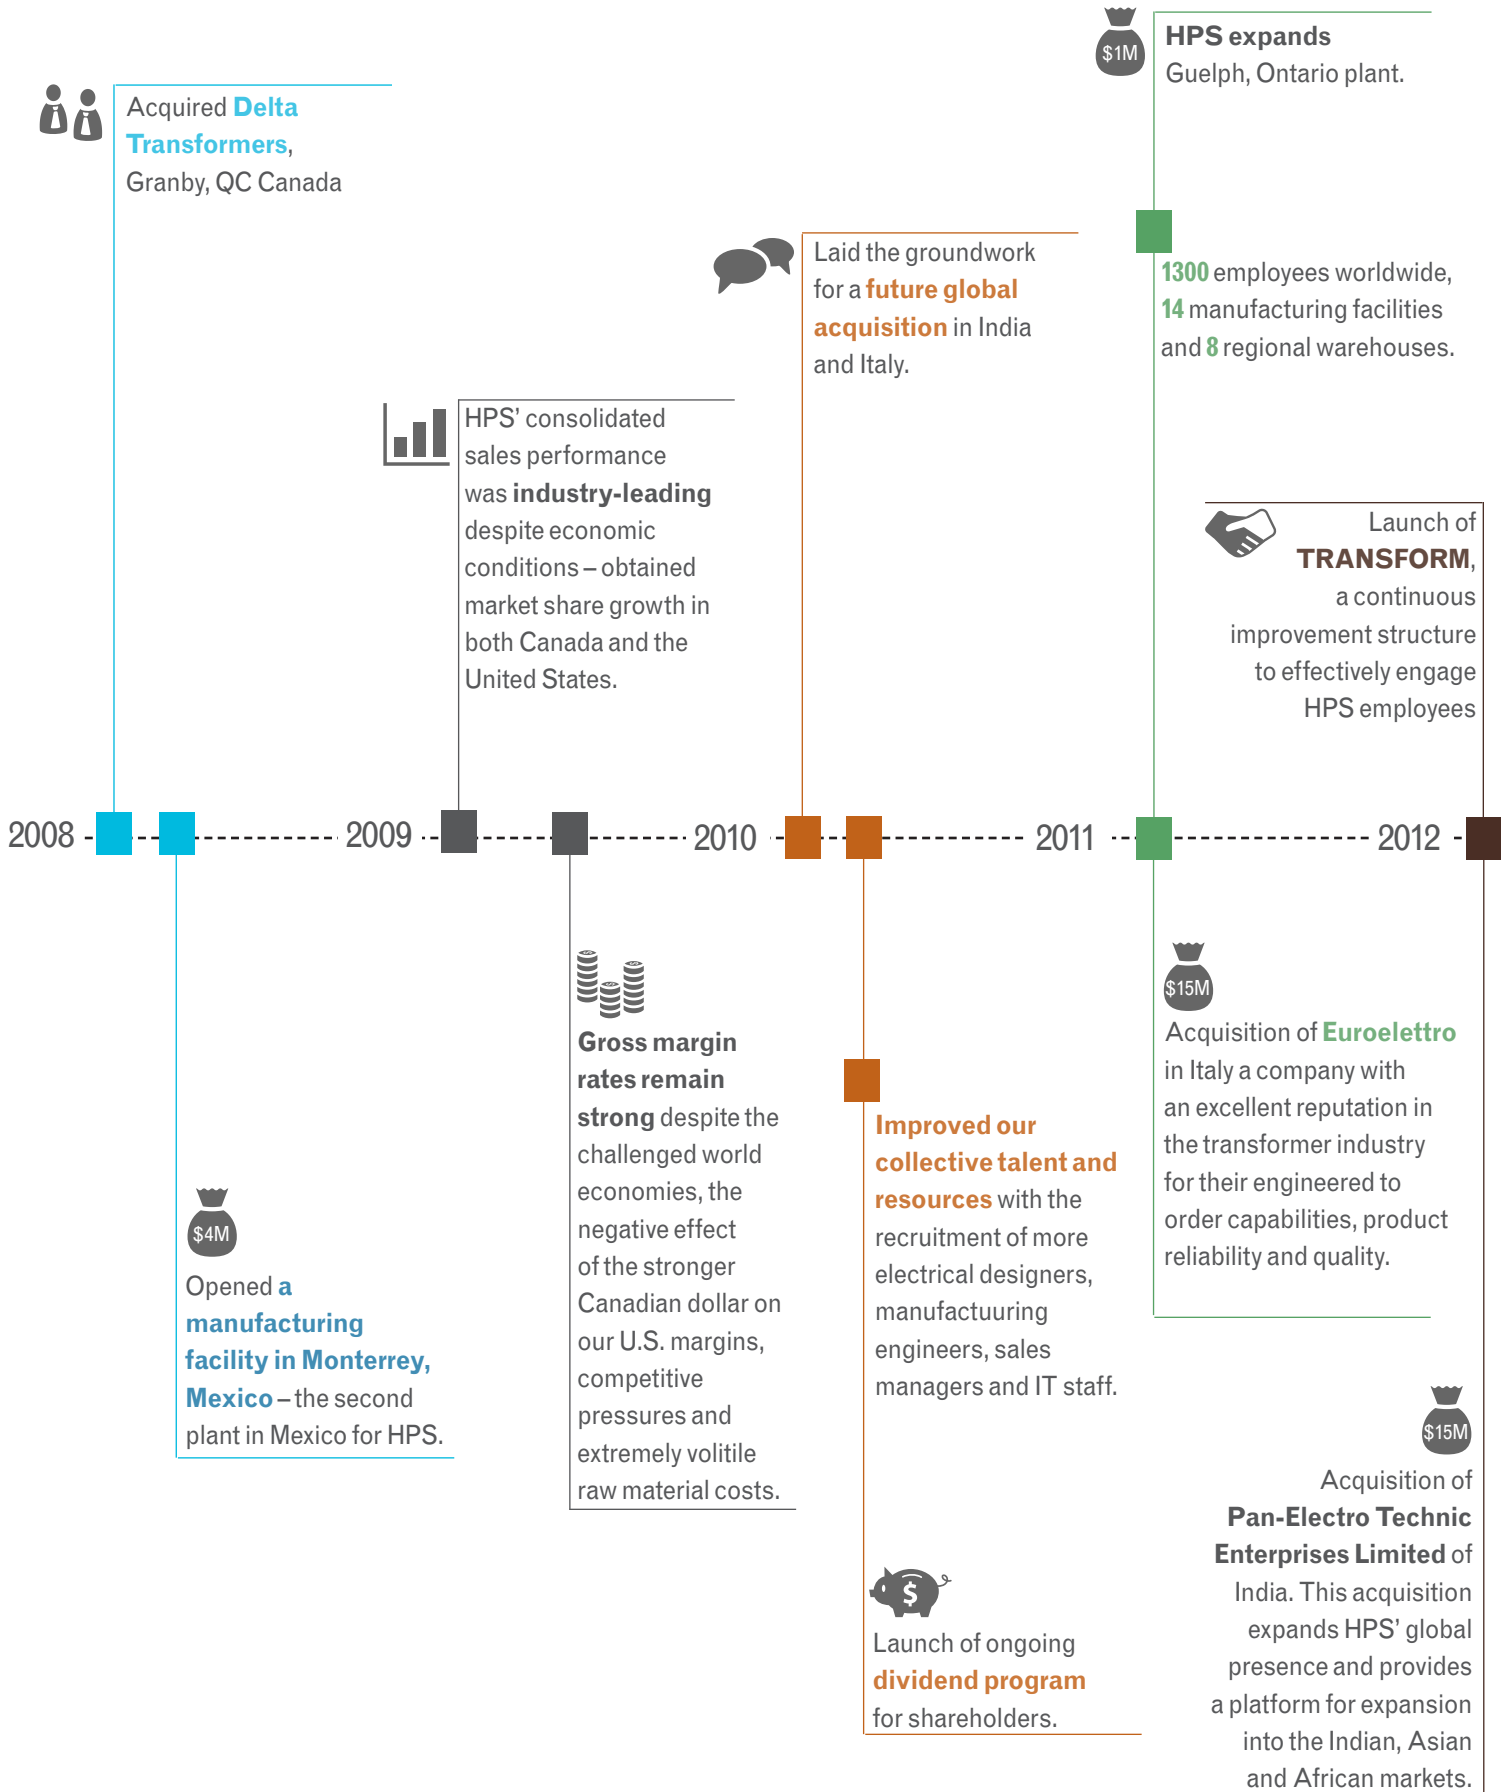 $1M
HPS expands
Guelph, Ontario plant.
Acquired Delta
Transformers,
Granby, QC Canada
Laid the groundwork
for a future global
acquisition in India
and Italy.
1300 employees worldwide,
14 manufacturing facilities
and 8 regional warehouses.
HPS’ consolidated
sales performance
was industry-leading
despite economic
conditions – obtained
market share growth in
both Canada and the
United States.
Launch of
TRANSFORM,
a continuous
improvement structure
to effectively engage
HPS employees
2008
2009
2010
2011
2012
$4M
Opened a
manufacturing
facility in Monterrey,
Mexico – the second
plant in Mexico for HPS.
Gross margin
rates remain
strong despite the
challenged world
economies, the
negative effect
of the stronger
Canadian dollar on
our U.S. margins,
competitive
pressures and
extremely volitile
raw material costs.
Improved our
collective talent and
resources with the
recruitment of more
electrical designers,
manufactuuring
engineers, sales
managers and IT staff.
$
Launch of ongoing
dividend program
for shareholders.
$15M
Acquisition of Euroelettro
in Italy a company with
an excellent reputation in
the transformer industry
for their engineered to
order capabilities, product
reliability and quality.
$15M
Acquisition of
Pan-Electro Technic
Enterprises Limited of
India. This acquisition
expands HPS’ global
presence and provides
a platform for expansion
into the Indian, Asian
and African markets.